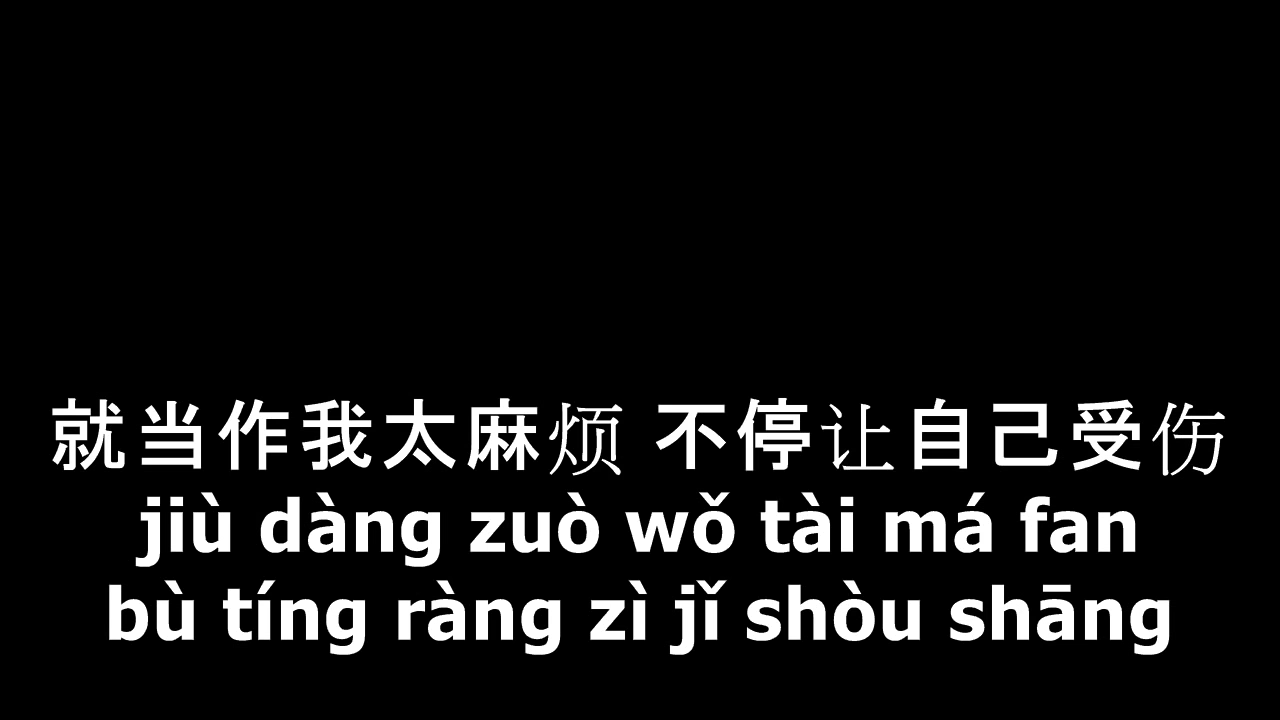 就当作我太麻烦 不停让自己受伤
jiù dàng zuò wǒ tài má fan
bù tíng ràng zì jǐ shòu shāng